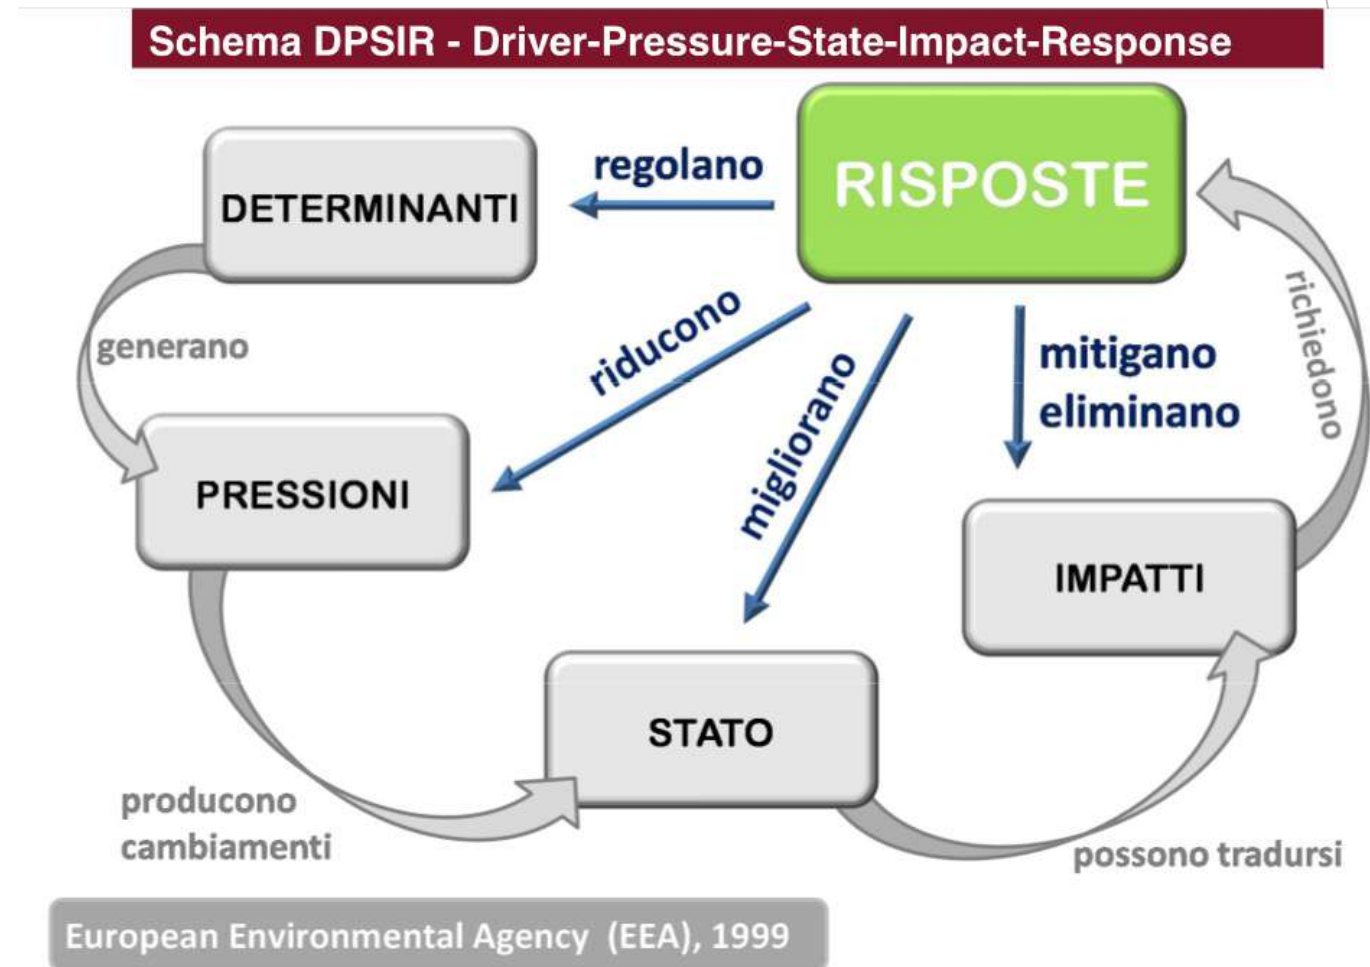 Schema DPSIR - Driver-Pressure-State-Impact-Response
DETERMINANTI
regolano
RISPOSTE
generano
riducono
migliorano
mitigano
eliminano
richiedono
PRESSIONI
IMPATTI
STATO
producono
cambiamenti
possono tradursi
European Environmental Agency (EEA), 1999